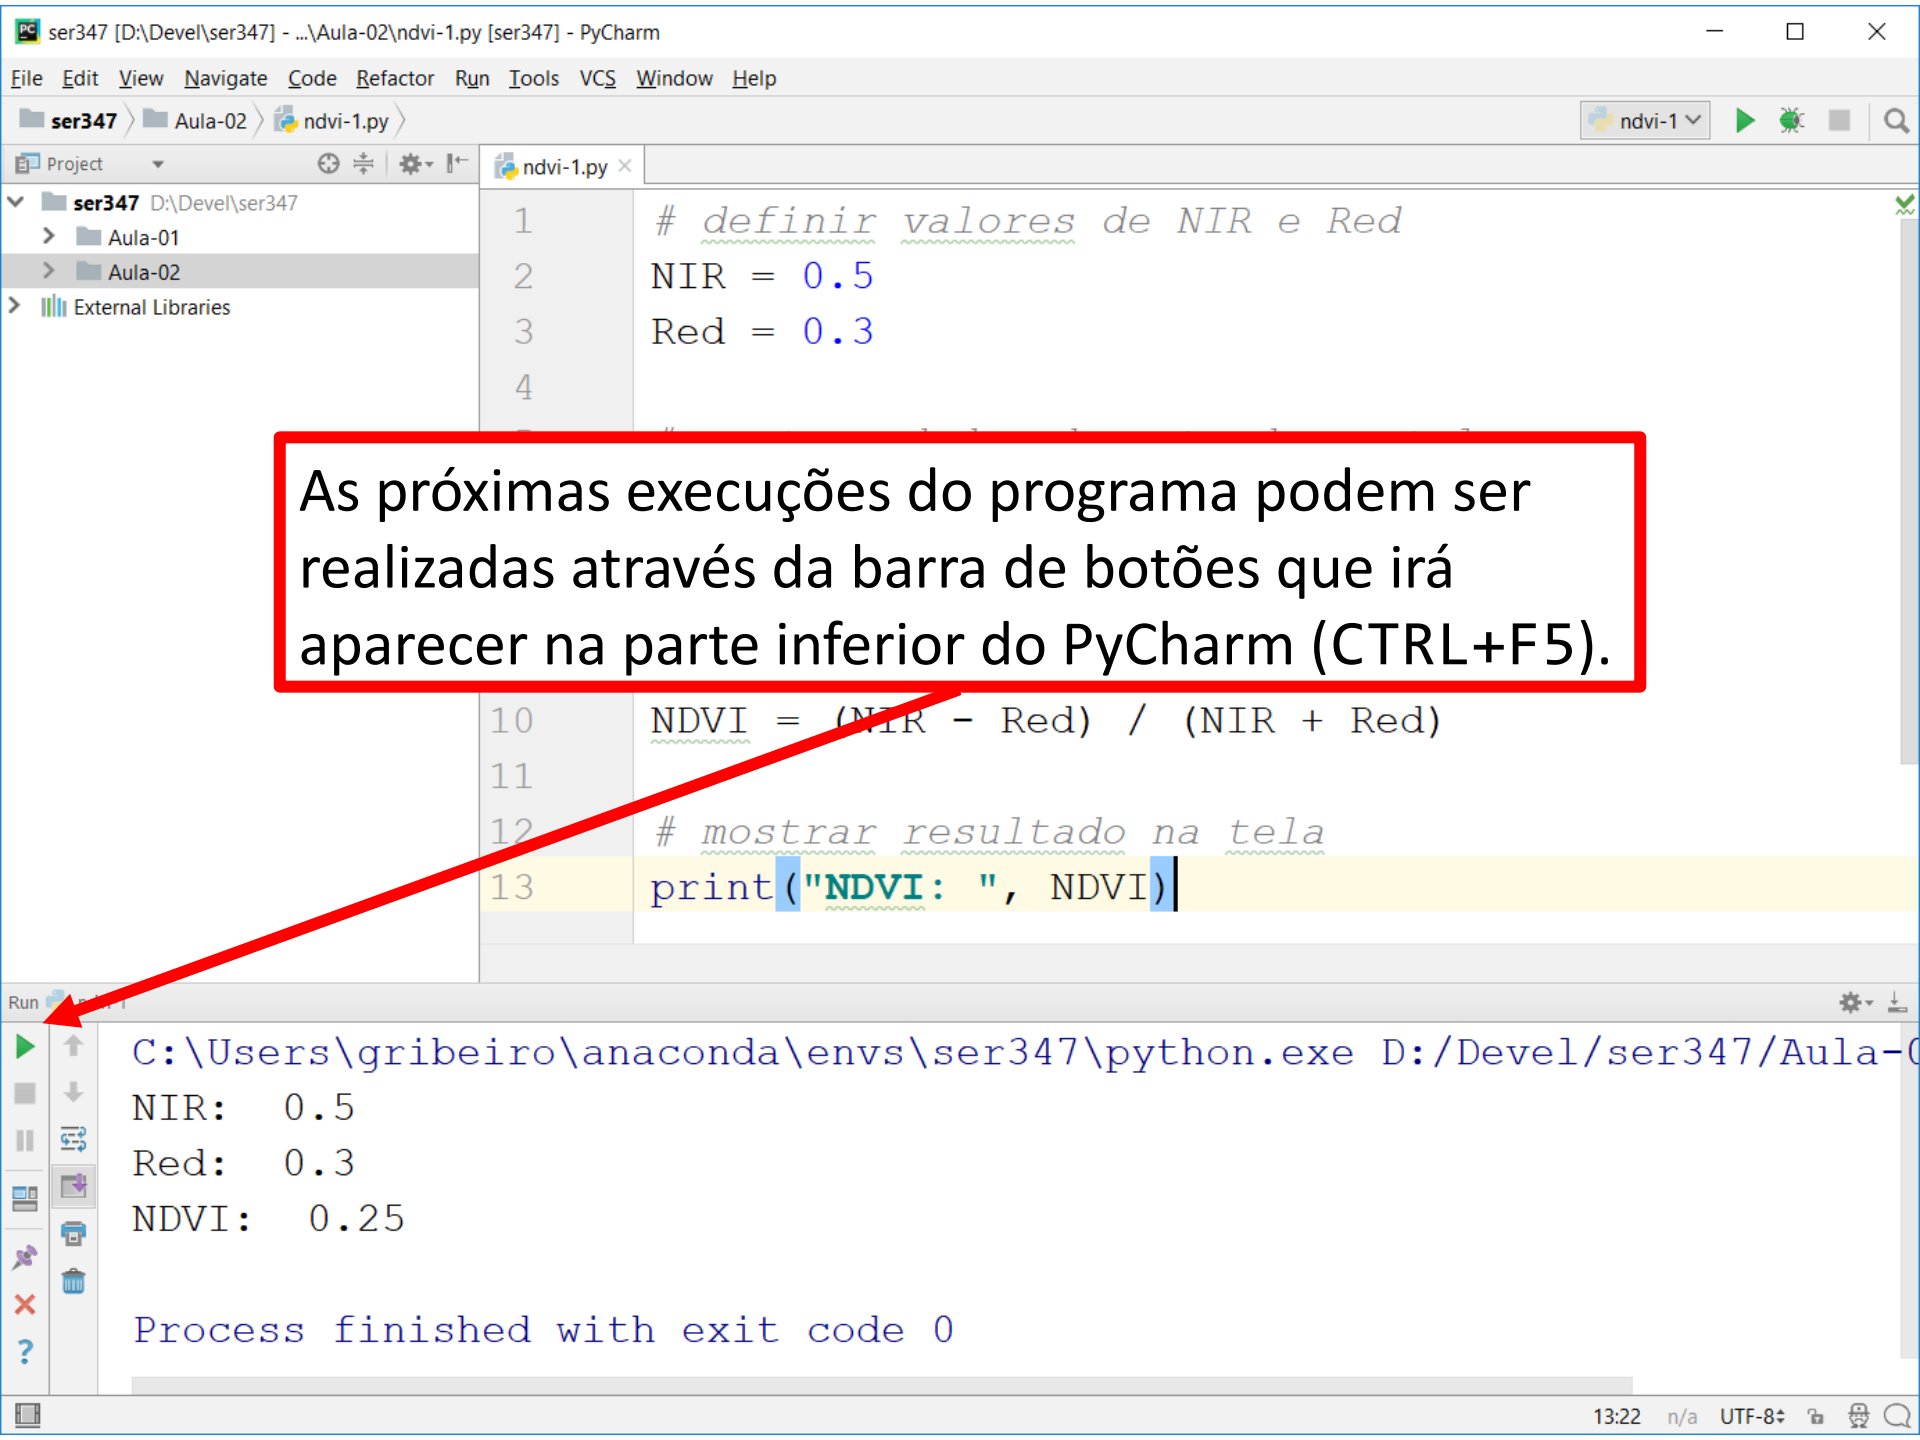 ser347 [D:\Devel\ser347] - ...\Aula-02\ndvi-1.py [ser347] - PyCharm
File Edit View Navigate Code Refactor Run Tools VCS Window Help
ser347 Aula-02 ndvi-1.py ndvi-1
Project ndvi-1.py
ser347 D:\Devel\ser347
Aula-01
Aula-02
External Libraries
1 # definir valores de NIR e Red
2 NIR = 0.5
3 Red = 0.3
4
As próximas execuções do programa podem ser
realizadas através da barra de botões que irá
aparecer na parte inferior do PyCharm (CTRL+F5).
10 NDVI = (NIR - Red) / (NIR + Red)
11
12 # mostrar resultado na tela
13 print("NDVI: ", NDVI)
Run
C:\Users\gribeiro\anaconda\envs\ser347\python.exe D:/Devel/ser347/Aula-0
NIR: 0.5
Red: 0.3
NDVI: 0.25
Process finished with exit code 0
13:22 n/a UTF-8